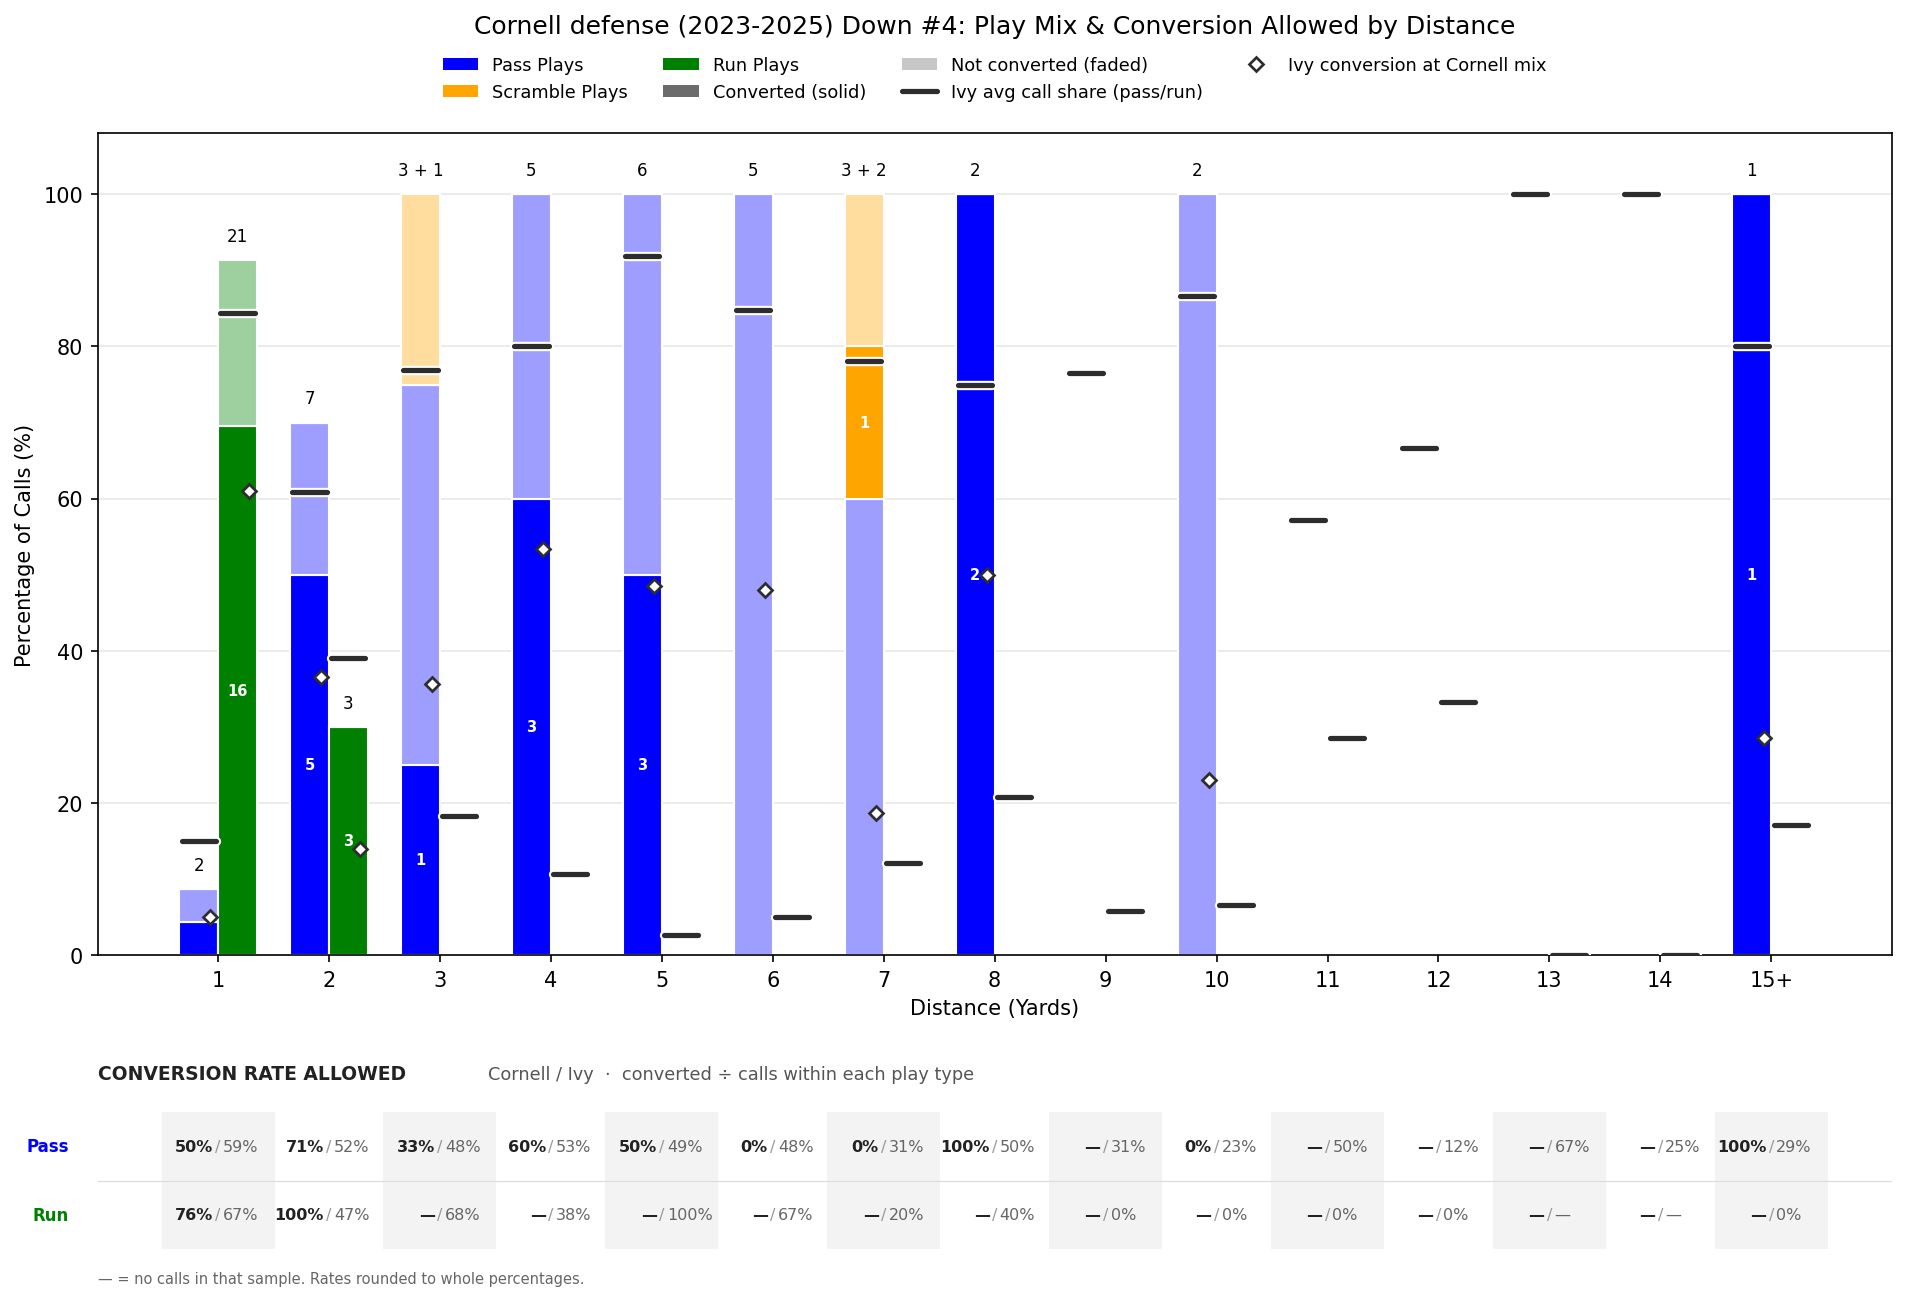 Cornell defense (2023-2025) Down #4: Play Mix & Conversion Allowed by Distance
Pass Plays
Run Plays
Not converted (faded)
Ivy conversion at Cornell mix
Scramble Plays
Converted (solid)
Ivy avg call share (pass/run)
3 + 1 5 6 5 3 + 2 2 2 1
100
21
80
7
1
60
2 1
Percentage of Calls (%)
40
16
3
5 3 3
20
3
2
1
0
1 2 3 4 5 6 7 8 9 10 11 12 13 14 15+
Distance (Yards)
CONVERSION RATE ALLOWED Cornell / Ivy · converted ÷ calls within each play type
Pass 50% / 59% 71% / 52% 33% / 48% 60% / 53% 50% / 49% 0% / 48% 0% / 31% 100% / 50% — / 31% 0% / 23% — / 50% — / 12% — / 67% — / 25% 100% / 29%
Run 76% / 67% 100% / 47% — / 68% — / 38% — / 100% — / 67% — / 20% — / 40% — / 0% — / 0% — / 0% — / 0% — / — — / — — / 0%
— = no calls in that sample. Rates rounded to whole percentages.